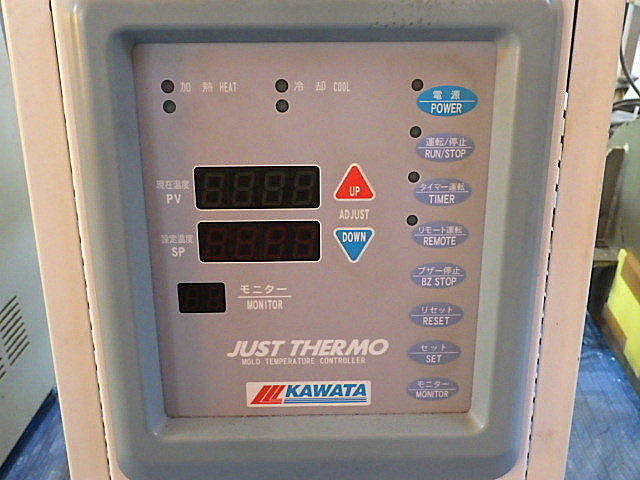 加熱 HEAT
冷却 COOL
電源
POWER
運転/停止
RUN/STOP
現在温度
PV
UP
タイマー運転
TIMER
ADJUST
設定温度
SP
DOWN
リモート運転
REMOTE
ブザー停止
BZ STOP
モニター
MONITOR
リセット
RESET
JUST THERMO
MOLD TEMPERATURE CONTROLLER
セット
SET
KAWATA
モニター
MONITOR